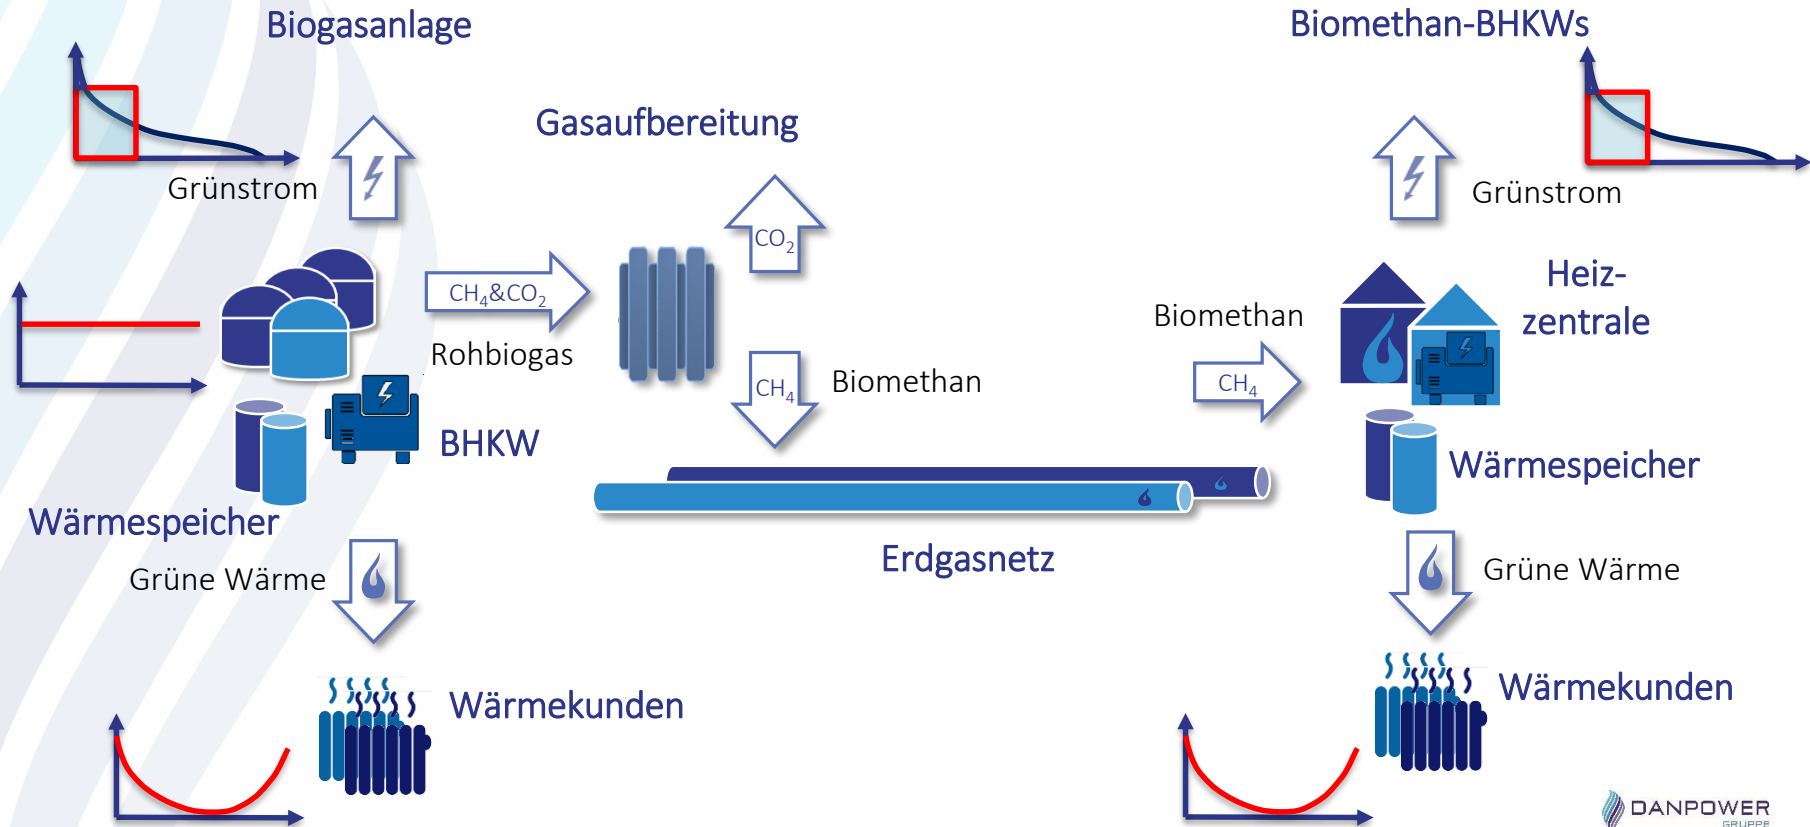 Biogasanlage
Biomethan-BHKWs
Gasaufbereitung
Grünstrom
Grünstrom
CO₂
CH₄&CO₂
Rohbiogas
Heiz-
zentrale
Biomethan
CH₄
CH₄
Biomethan
BHKW
Wärmespeicher
Wärmespeicher
Erdgasnetz
Grüne Wärme
Grüne Wärme
Wärmekunden
Wärmekunden
DANPOWER
GRUPPE